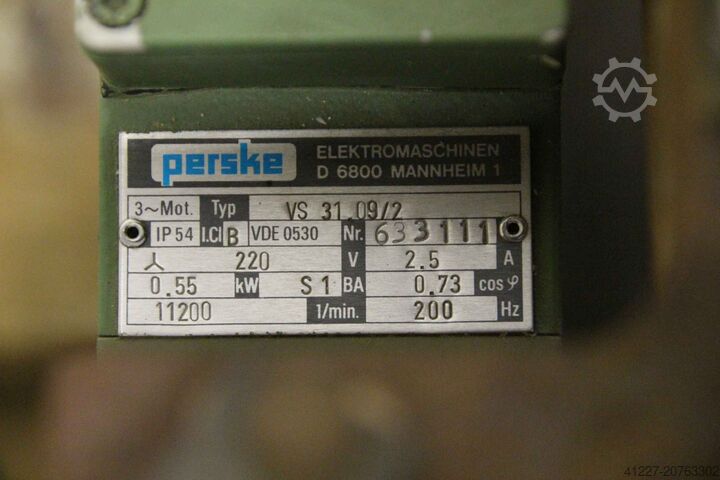 perske ELEKTROMASCHINEN
D 6800 MANNHEIM 1
3~Mot. Typ VS 31.09/2
IP 54 I.Cl B VDE 0530 Nr. 633111
220 V 2.5 A
0.55 kW S1 BA 0.73 cos φ
11200 1/min. 200 Hz
41227-20763302